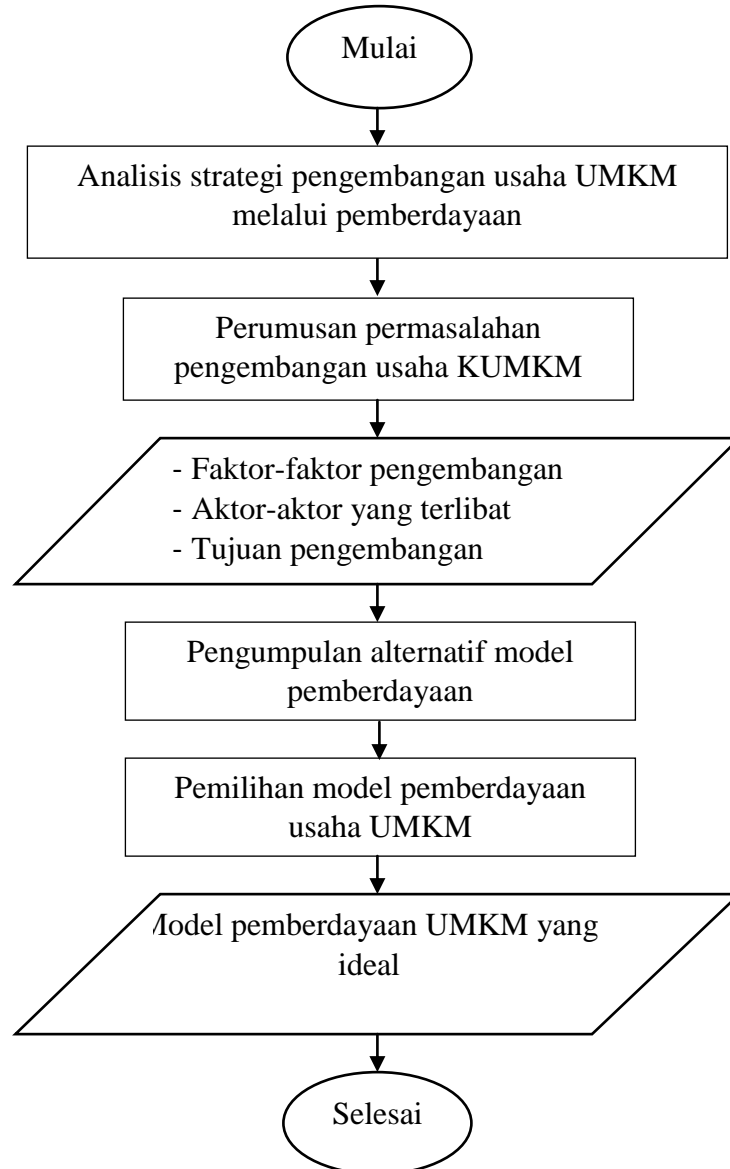 Mulai
Analisis strategi pengembangan usaha UMKM
melalui pemberdayaan
Perumusan permasalahan
pengembangan usaha KUMKM
- Faktor-faktor pengembangan
- Aktor-aktor yang terlibat
- Tujuan pengembangan
Pengumpulan alternatif model
pemberdayaan
Pemilihan model pemberdayaan
usaha UMKM
Model pemberdayaan UMKM yang
ideal
Selesai